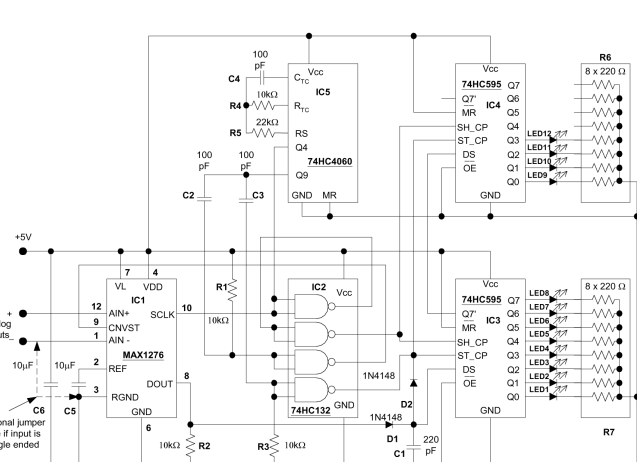 100
pF
C4
CTC
10kΩ
R4
RTC
22kΩ
R5
RS
Q4
74HC4060
Q9
Vcc
IC5
GND MR
100
pF
C2
100
pF
C3
Vcc
74HC595
IC4
Q7'
MR
SH_CP
ST_CP
DS
OE
GND
Q7
Q6
Q5
Q4
Q3
Q2
Q1
Q0
LED12
LED11
LED10
LED9
R6
8 x 220 Ω
+5V
7
4
VL
VDD
IC1
12
AIN+
9
CNVST
1
AIN -
MAX1276
2
REF
3
RGND
GND
6
SCLK
10
DOUT
8
+
log
uts_
10μF
10μF
C6
C5
onal jumper
e if input is
gle ended
R1
10kΩ
IC2
Vcc
74HC132
GND
10kΩ
R2
R3
10kΩ
1N4148
D2
1N4148
D1
220
pF
C1
Vcc
74HC595
IC3
Q7'
MR
SH_CP
ST_CP
DS
OE
GND
Q7
Q6
Q5
Q4
Q3
Q2
Q1
Q0
LED8
LED7
LED6
LED5
LED4
LED3
LED2
LED1
8 x 220 Ω
R7